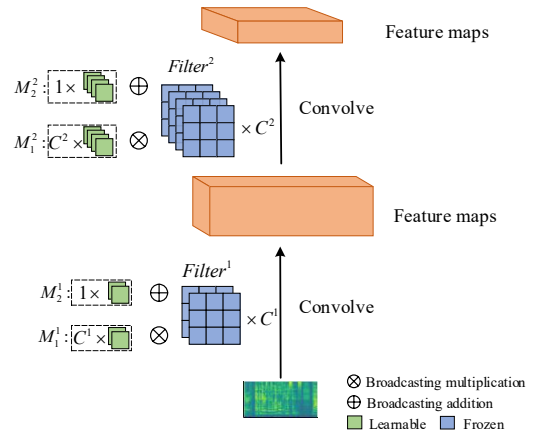 Feature maps
Filter²
M₂² : 1 × ⊕
Convolve
M₁² : C² × ⊗ × C²
Feature maps
Filter¹
M₂¹ : 1 × ⊕
× C¹
Convolve
M₁¹ : C¹ × ⊗
⊗ Broadcasting multiplication
⊕ Broadcasting addition
Learnable Frozen